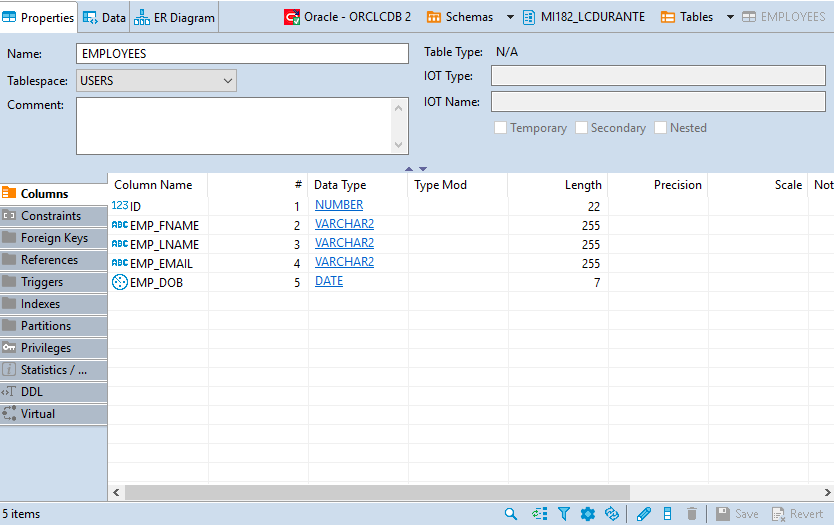 Properties Data ER Diagram Oracle - ORCLCDB 2 Schemas MI182_LCDURANTE Tables EMPLOYEES
Name: EMPLOYEES Table Type: N/A
Tablespace: USERS IOT Type:
Comment: IOT Name:
Temporary Secondary Nested
Columns Column Name # Data Type Type Mod Length Precision Scale Not
Constraints 123 ID 1 NUMBER 22
Foreign Keys ABC EMP_FNAME 2 VARCHAR2 255
References ABC EMP_LNAME 3 VARCHAR2 255
Triggers ABC EMP_EMAIL 4 VARCHAR2 255
Indexes EMP_DOB 5 DATE 7
Partitions
Privileges
Statistics / ...
DDL
Virtual
5 items Save Revert